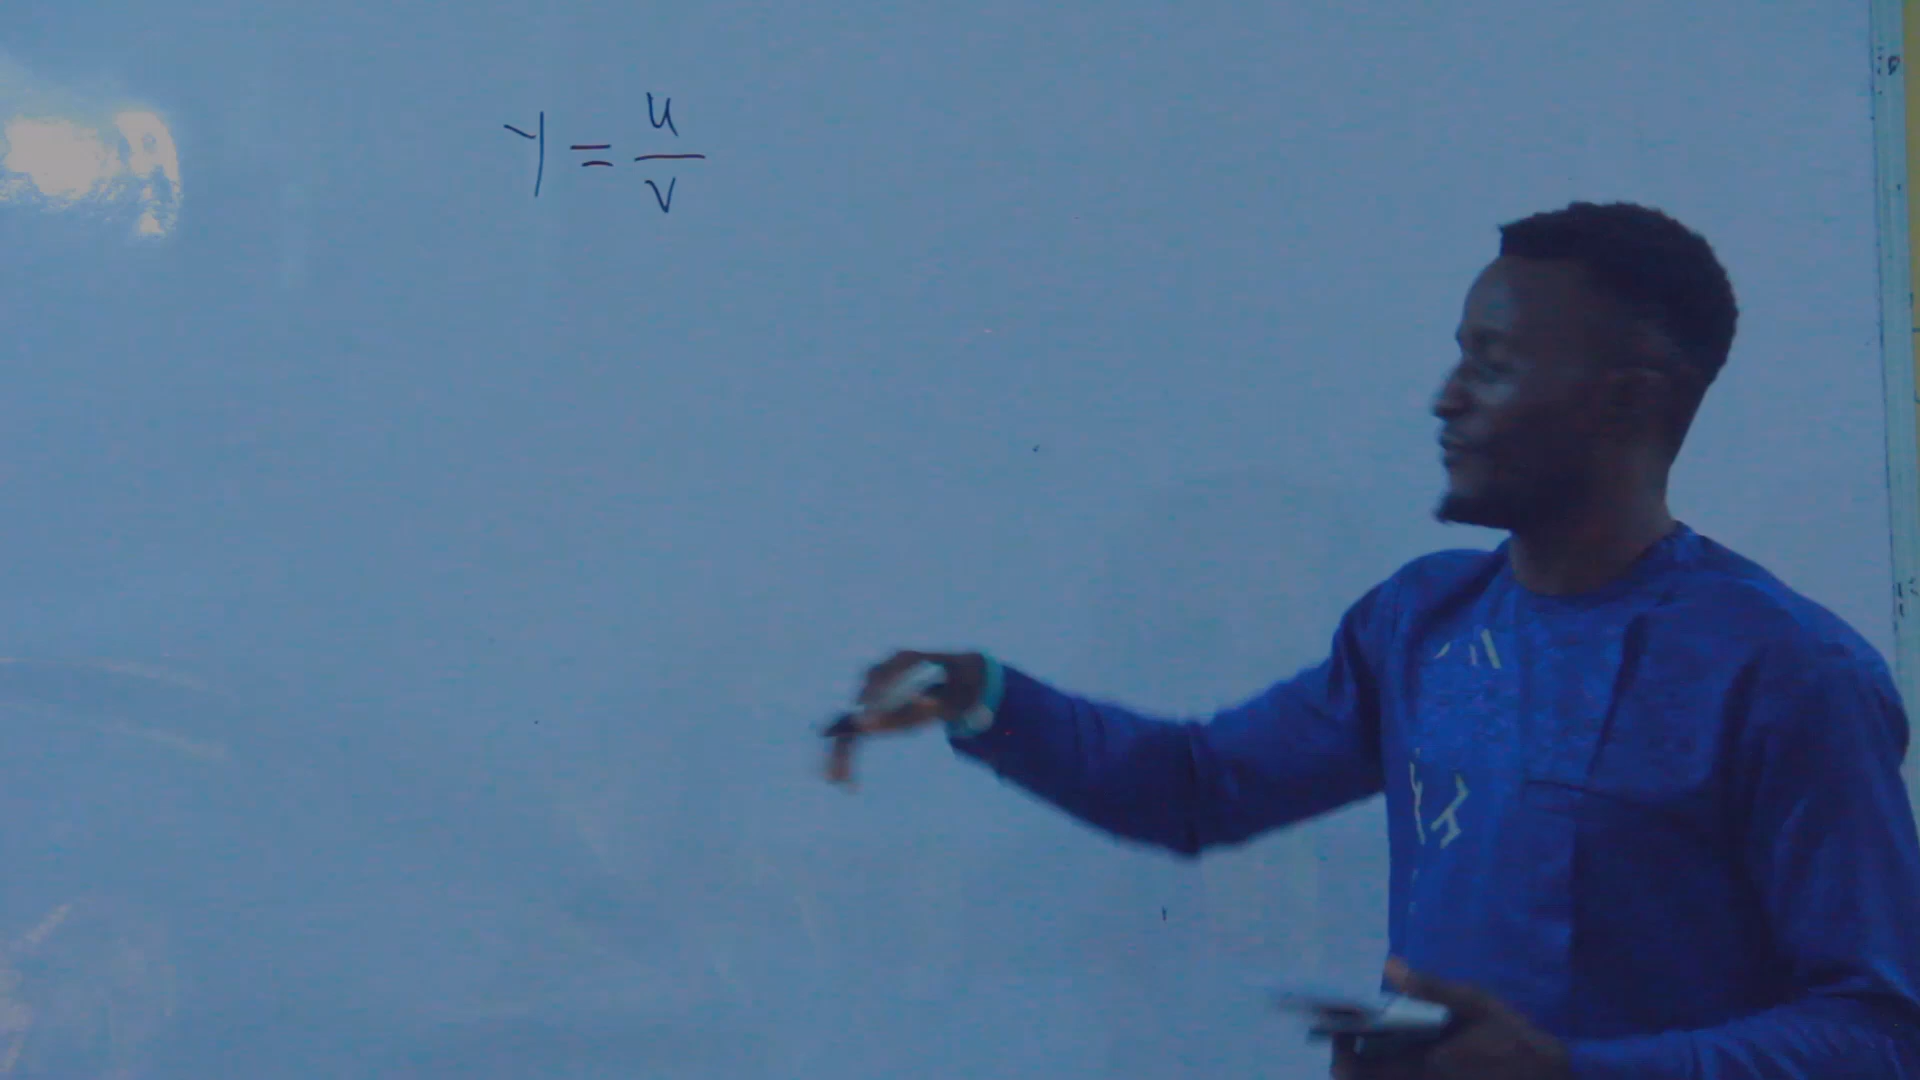 y = u/v